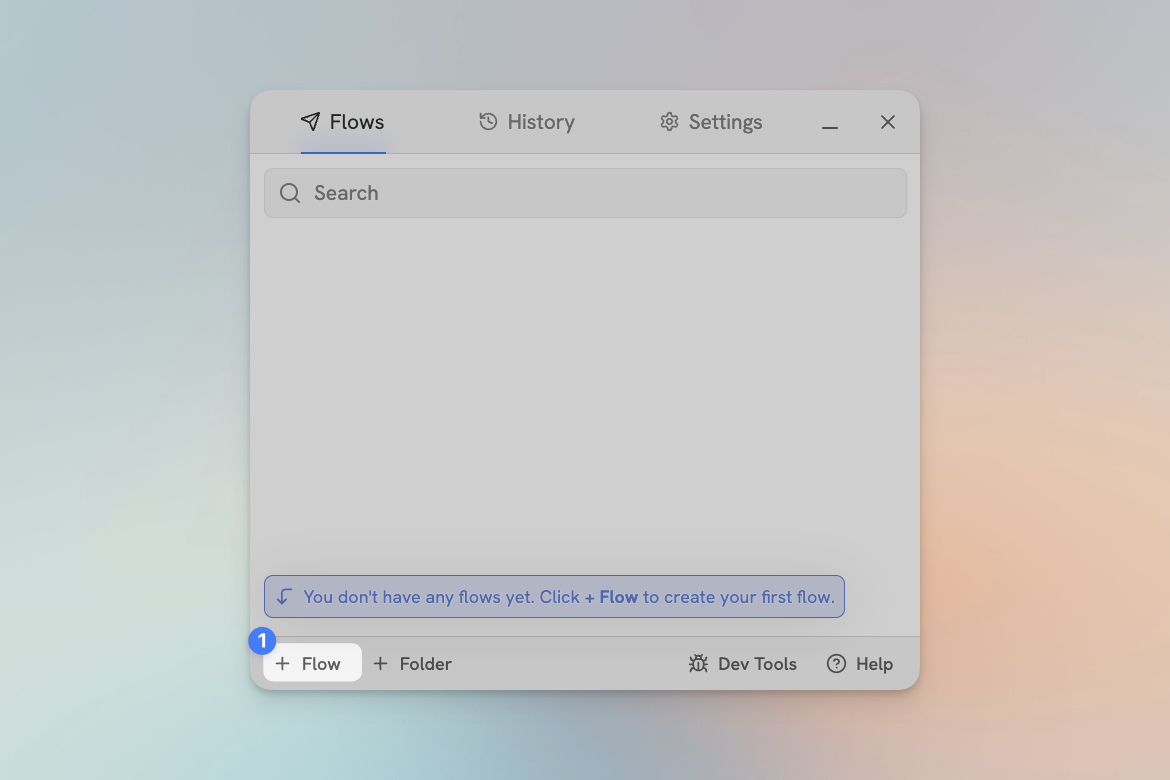 Flows History Settings
Search
You don't have any flows yet. Click + Flow to create your first flow.
1
+ Flow + Folder Dev Tools Help